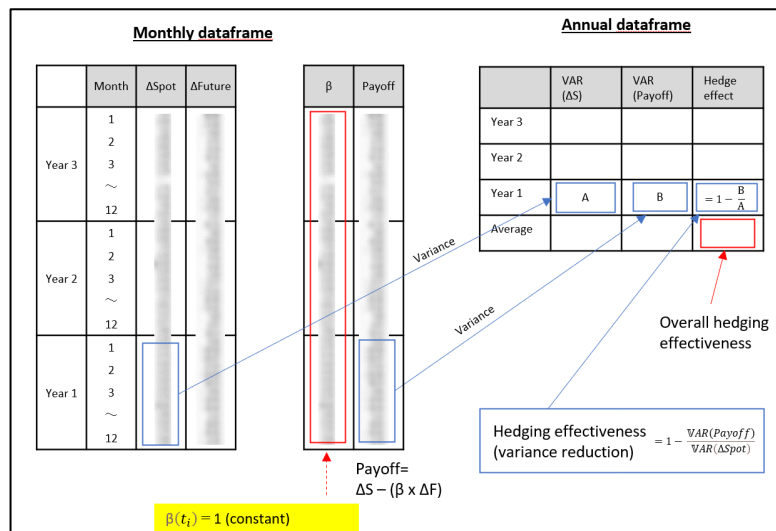 Monthly dataframe
Month ΔSpot ΔFuture
Year 3
1
2
3
～
12
Year 2
1
2
3
～
12
Year 1
1
2
3
～
12
β Payoff
Payoff=
ΔS – (β x ΔF)
β(tᵢ) = 1 (constant)
Variance
Variance
Annual dataframe
VAR (ΔS) VAR (Payoff) Hedge effect
Year 3
Year 2
Year 1 A B = 1 - B/A
Average
Overall hedging
effectiveness
Hedging effectiveness
(variance reduction) = 1 − 𝕍AR(Payoff)/𝕍AR(ΔSpot)